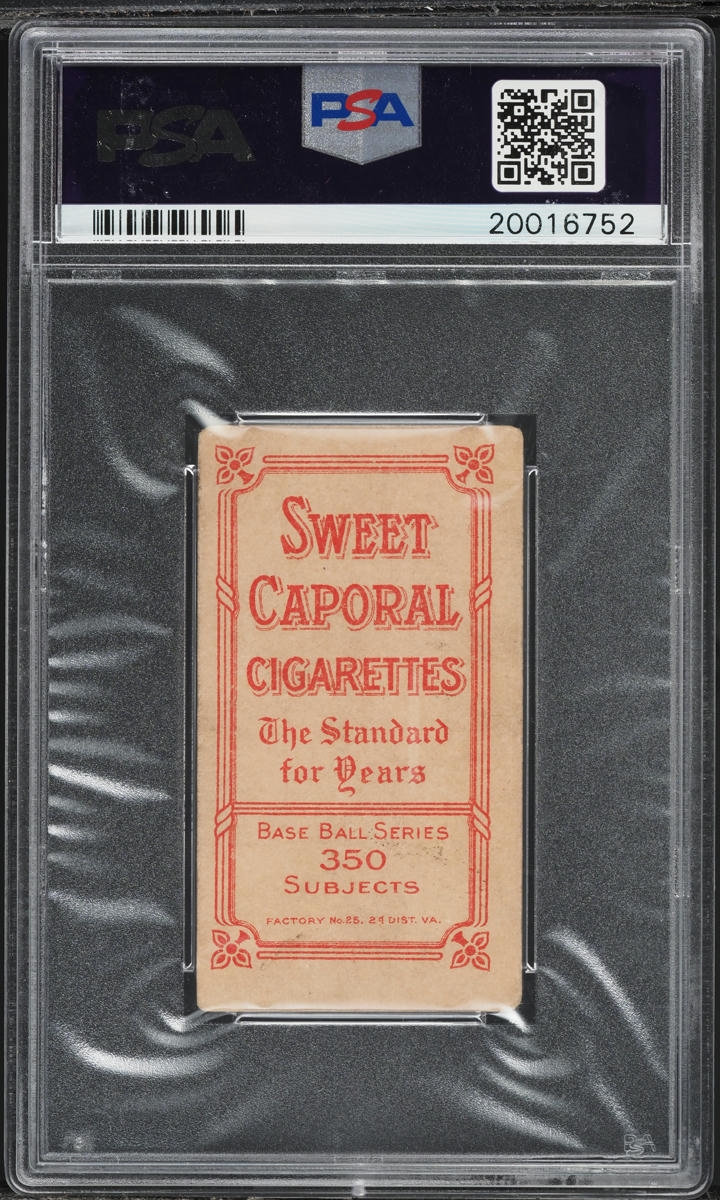 PSA
PSA
20016752
SWEET
CAPORAL
CIGARETTES
The Standard
for Years
BASE BALL SERIES
350
SUBJECTS
FACTORY No. 25. 2d DIST. VA.
PSA